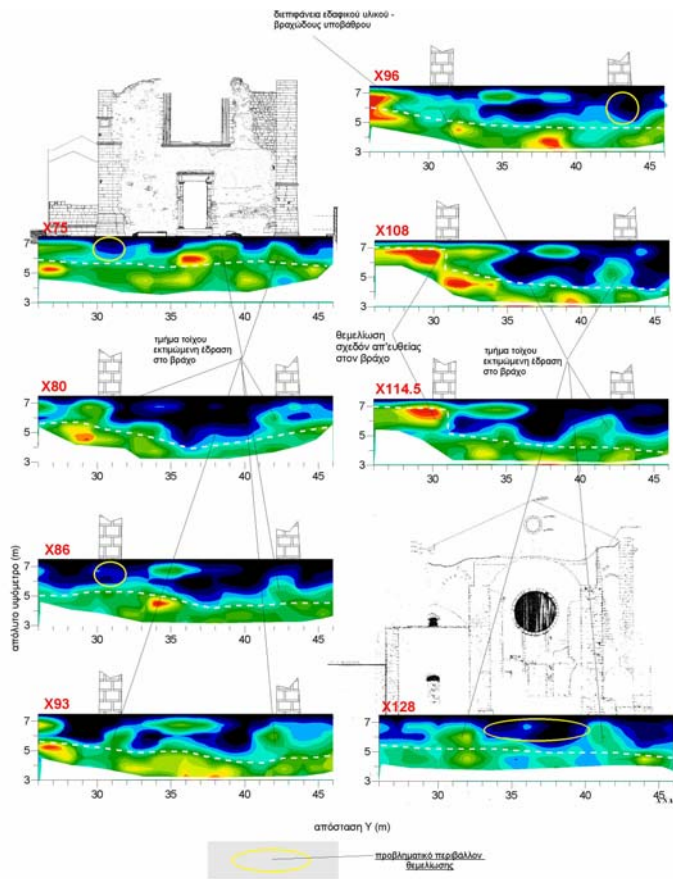 διεπιφάνεια εδαφικού υλικού -
βραχώδους υποβάθρου
X96
7
5
3
30 35 40 45
X75
7
5
3
30 35 40 45
X108
7
5
3
30 35 40 45
τμήμα τοίχου
εκτιμώμενη έδραση
στο βράχο
θεμελίωση
σχεδόν απ'ευθείας
στον βράχο
τμήμα τοίχου
εκτιμώμενη έδραση
στο βράχο
X80
7
5
3
30 35 40 45
X114.5
7
5
3
30 35 40 45
X86
7
5
3
30 35 40 45
απόλυτο υψόμετρο (m)
X93
7
5
3
30 35 40 45
X128
7
5
3
30 35 40 45
απόσταση Y (m)
προβληματικό περιβάλλον
θεμελίωσης